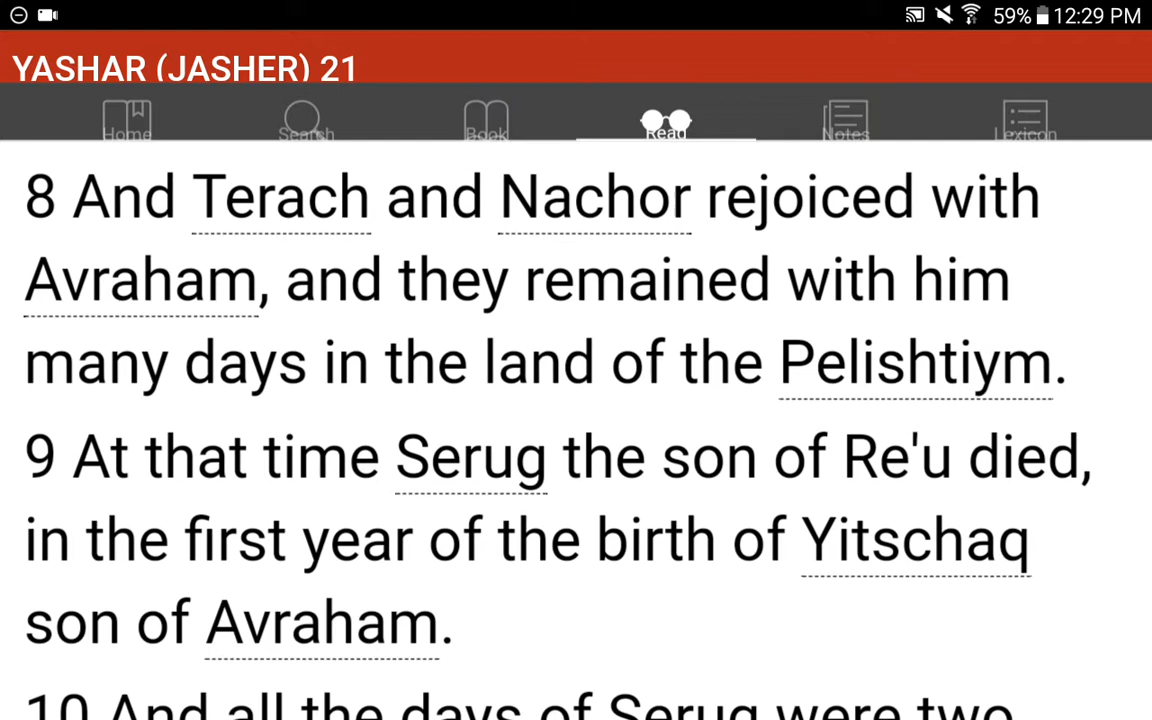 59% 12:29 PM
YASHAR (JASHER) 21
Home Search Book Read Notes Lexicon
8 And Terach and Nachor rejoiced with
Avraham, and they remained with him
many days in the land of the Pelishtiym.
9 At that time Serug the son of Re'u died,
in the first year of the birth of Yitschaq
son of Avraham.
10 And all the days of Serug were two